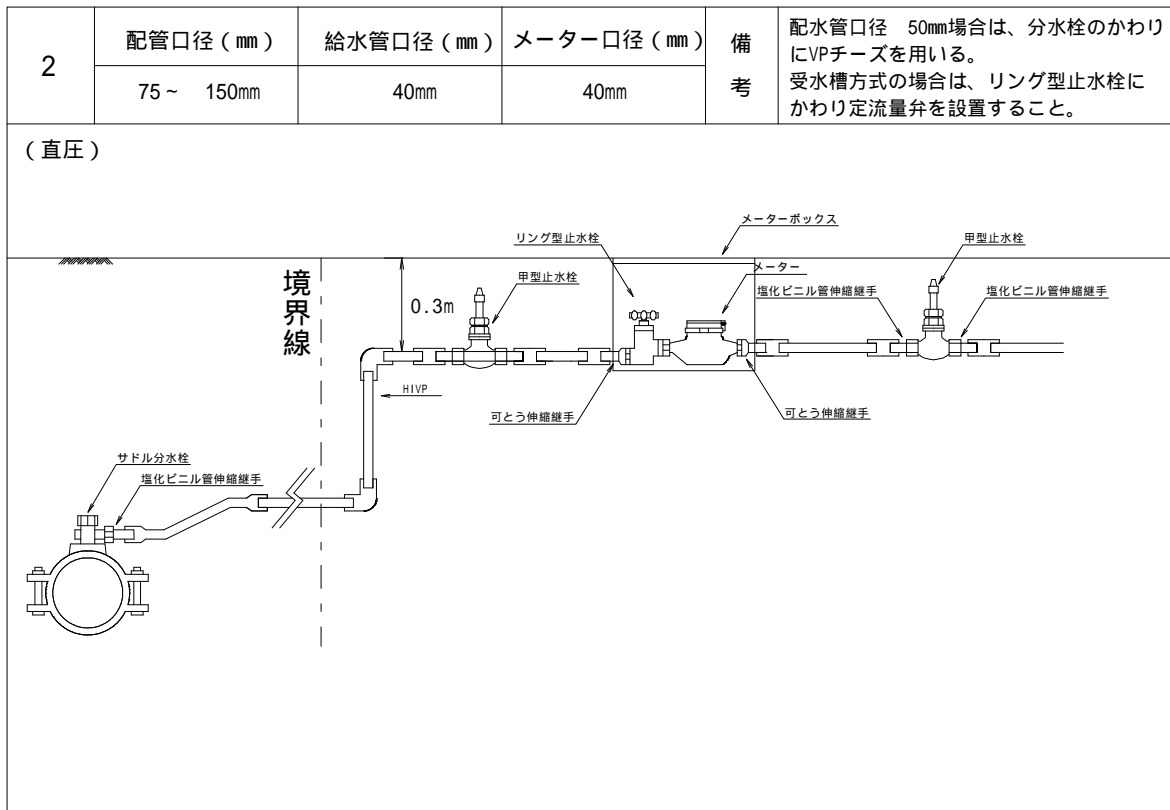 2
配管口径(mm)
給水管口径(mm)
メーター口径(mm)
備
考
75~ 150mm
40mm
40mm
配水管口径 50mm場合は、分水栓のかわり
にVPチーズを用いる。
受水槽方式の場合は、リング型止水栓に
かわり定流量弁を設置すること。
(直圧)
メーターボックス
リング型止水栓
甲型止水栓
境界線
0.3m
甲型止水栓
メーター
塩化ビニル管伸縮継手
塩化ビニル管伸縮継手
HIVP
可とう伸縮継手
可とう伸縮継手
サドル分水栓
塩化ビニル管伸縮継手